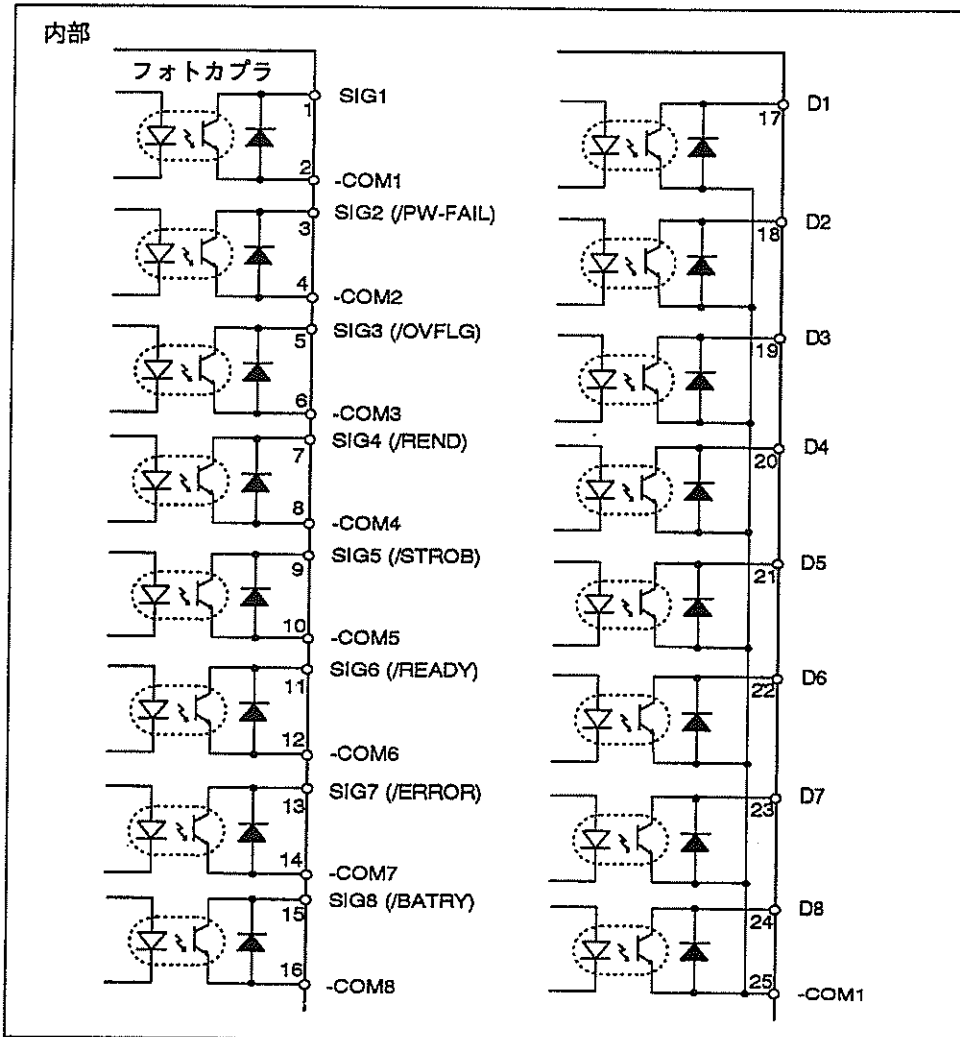 内部
フォトカプラ
1 SIG1
2 -COM1
3 SIG2 (/PW-FAIL)
4 -COM2
5 SIG3 (/OVFLG)
6 -COM3
7 SIG4 (/REND)
8 -COM4
9 SIG5 (/STROB)
10 -COM5
11 SIG6 (/READY)
12 -COM6
13 SIG7 (/ERROR)
14 -COM7
15 SIG8 (/BATRY)
16 -COM8
17 D1
18 D2
19 D3
20 D4
21 D5
22 D6
23 D7
24 D8
25 -COM1